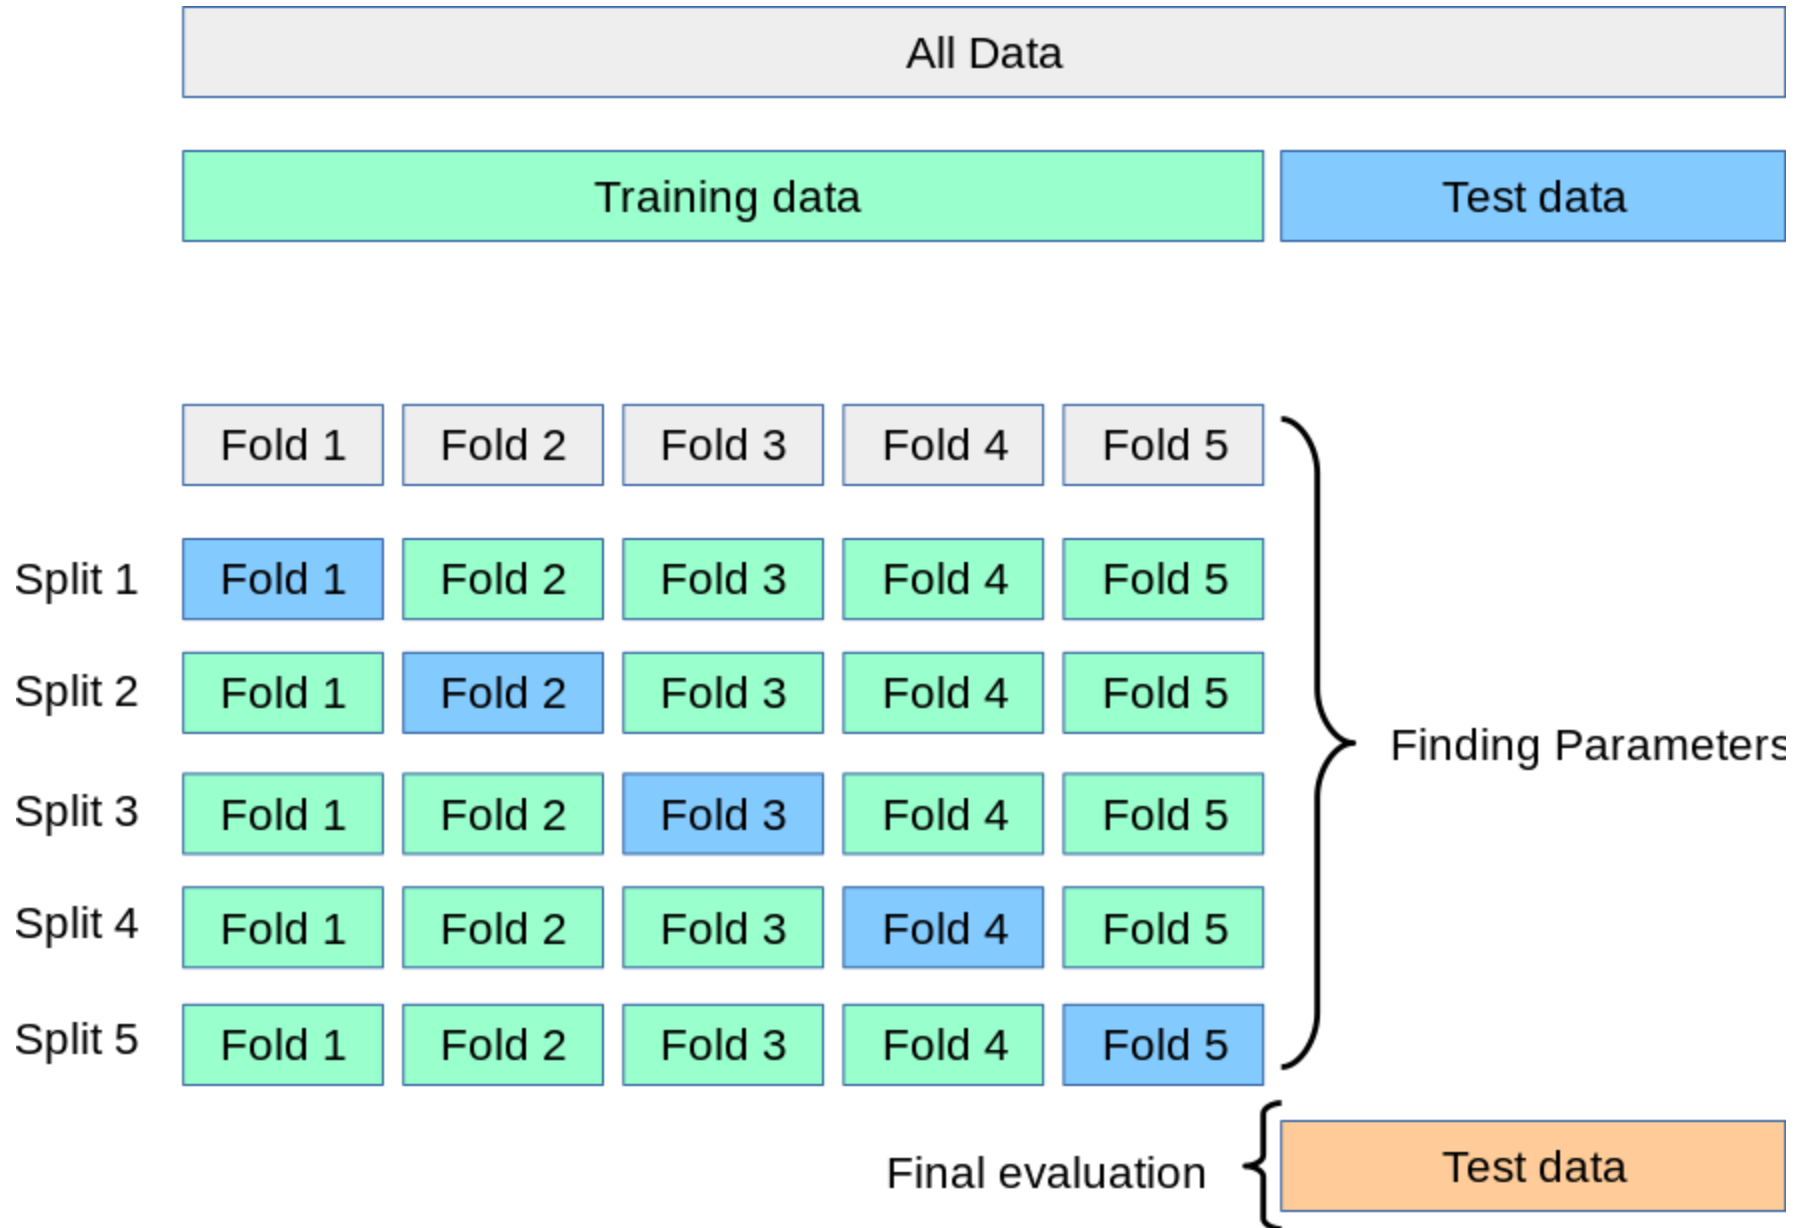 All Data
Training data Test data
Fold 1 Fold 2 Fold 3 Fold 4 Fold 5
Split 1 Fold 1 Fold 2 Fold 3 Fold 4 Fold 5
Split 2 Fold 1 Fold 2 Fold 3 Fold 4 Fold 5
Finding Parameters
Split 3 Fold 1 Fold 2 Fold 3 Fold 4 Fold 5
Split 4 Fold 1 Fold 2 Fold 3 Fold 4 Fold 5
Split 5 Fold 1 Fold 2 Fold 3 Fold 4 Fold 5
Final evaluation Test data